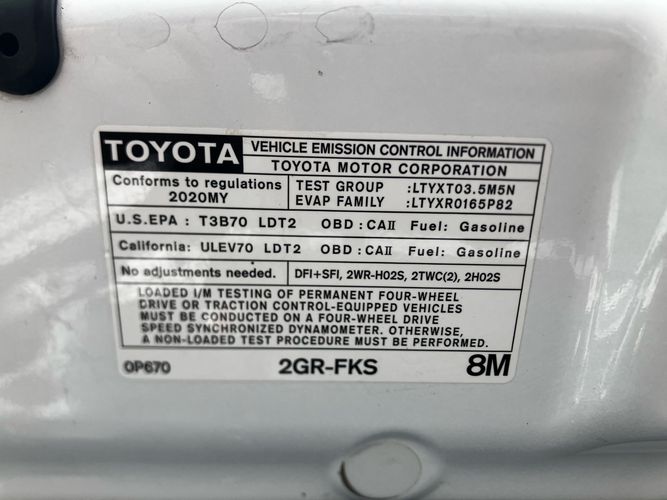 TOYOTA
VEHICLE EMISSION CONTROL INFORMATION
TOYOTA MOTOR CORPORATION
Conforms to regulations
2020MY
TEST GROUP :LTYXT03.5M5N
EVAP FAMILY :LTYXR0165P82
U.S.EPA : T3B70 LDT2 OBD : CAII Fuel: Gasoline
California: ULEV70 LDT2 OBD : CAII Fuel: Gasoline
No adjustments needed.
DFI+SFI, 2WR-HO2S, 2TWC(2), 2HO2S
LOADED I/M TESTING OF PERMANENT FOUR-WHEEL
DRIVE OR TRACTION CONTROL-EQUIPPED VEHICLES
MUST BE CONDUCTED ON A FOUR-WHEEL DRIVE
SPEED SYNCHRONIZED DYNAMOMETER. OTHERWISE,
A NON-LOADED TEST PROCEDURE MUST BE PERFORMED.
0P670 2GR-FKS 8M